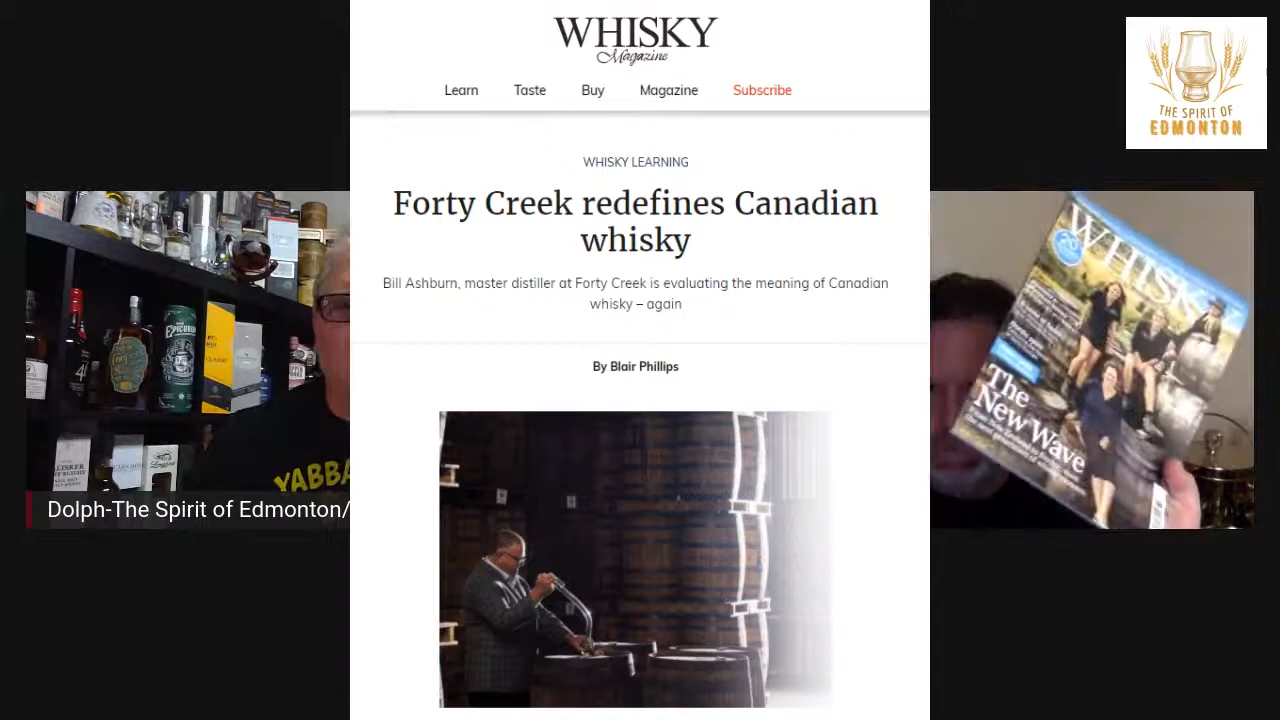 WHISKY
Magazine
Learn Taste Buy Magazine Subscribe
WHISKY LEARNING
Forty Creek redefines Canadian
whisky
Bill Ashburn, master distiller at Forty Creek is evaluating the meaning of Canadian
whisky – again
By Blair Phillips
THE SPIRIT OF
EDMONTON
Dolph-The Spirit of Edmonton/
YABBA
EPICUREAN
CLASSIC
WHISKY
The
New Wave